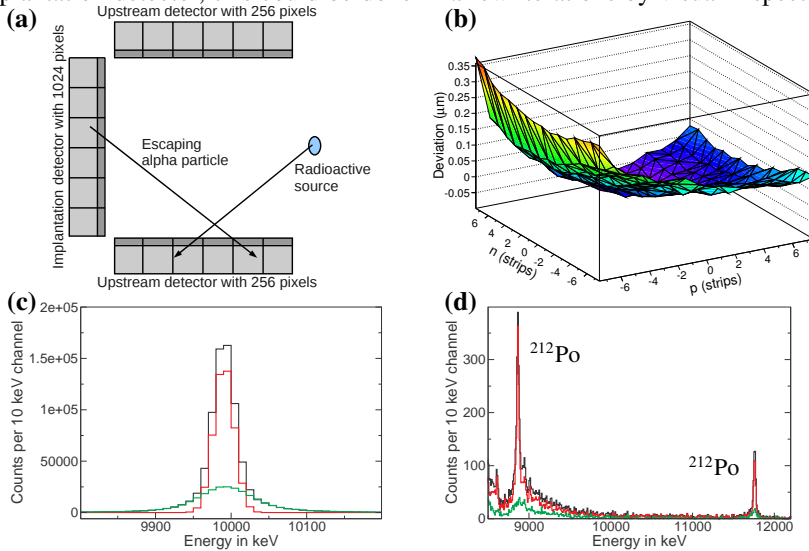 (a)
Upstream detector with 256 pixels
Implantation detector with 1024 pixels
Escaping
alpha particle
Radioactive
source
Upstream detector with 256 pixels
(b)
Deviation (μm)
0.35
0.3
0.25
0.2
0.15
0.1
0.05
0
-0.05
6
4
2
0
-2
-4
-6
n (strips)
-6
-4
-2
0
2
4
6
p (strips)
(c)
Counts per 10 keV channel
2e+05
1.5e+05
1e+05
50000
0
9900
10000
10100
Energy in keV
(d)
Counts per 10 keV channel
300
200
100
0
212Po
212Po
9000
10000
11000
12000
Energy in keV